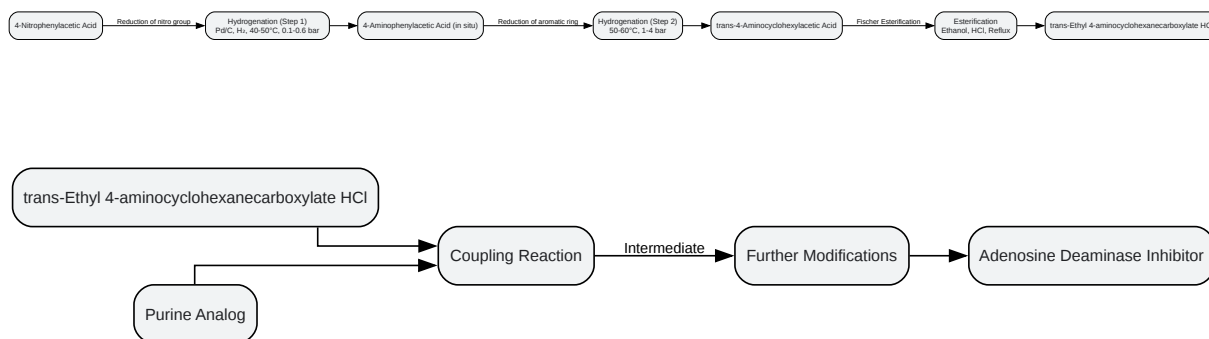 4-Nitrophenylacetic Acid
Reduction of nitro group
Hydrogenation (Step 1)
Pd/C, H₂, 40-50°C, 0.1-0.6 bar
4-Aminophenylacetic Acid (in situ)
Reduction of aromatic ring
Hydrogenation (Step 2)
50-60°C, 1-4 bar
trans-4-Aminocyclohexylacetic Acid
Fischer Esterification
Esterification
Ethanol, HCl, Reflux
trans-Ethyl 4-aminocyclohexanecarboxylate HC
trans-Ethyl 4-aminocyclohexanecarboxylate HCl
Coupling Reaction
Intermediate
Further Modifications
Adenosine Deaminase Inhibitor
Purine Analog